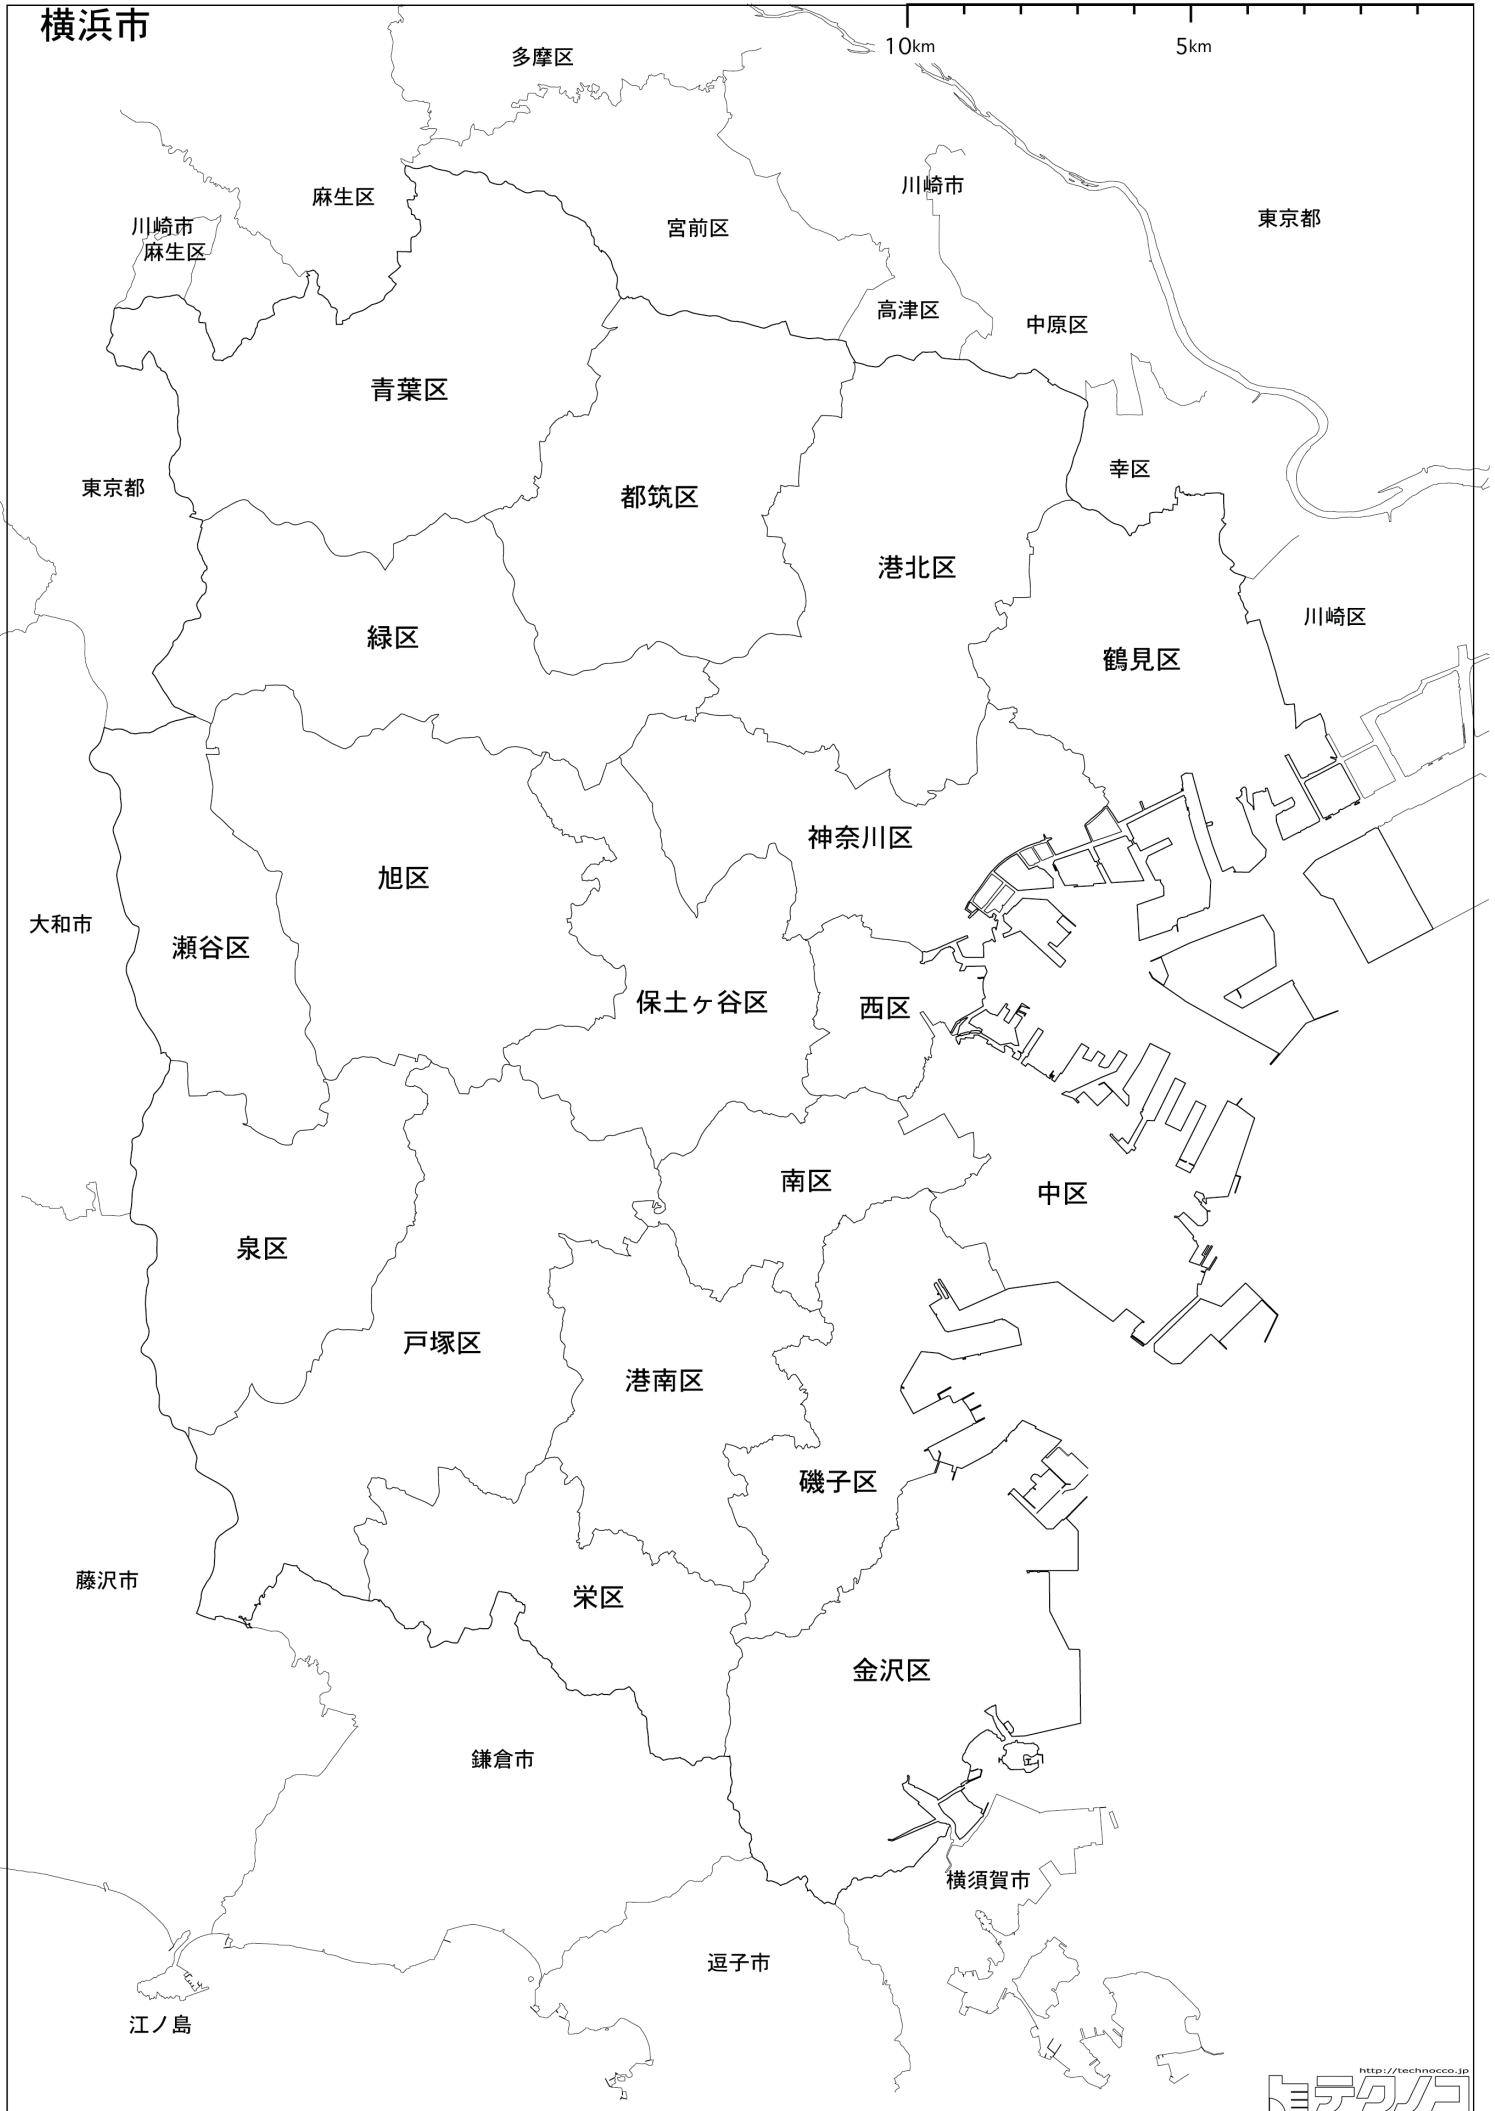 横浜市
10km
5km
多摩区
川崎市
麻生区
東京都
川崎市
麻生区
宮前区
高津区
中原区
青葉区
幸区
東京都
都筑区
港北区
川崎区
緑区
鶴見区
神奈川区
旭区
大和市
瀬谷区
保土ヶ谷区
西区
南区
中区
泉区
戸塚区
港南区
磯子区
藤沢市
栄区
金沢区
鎌倉市
横須賀市
逗子市
江ノ島
http://technocco.jp
テクノコ